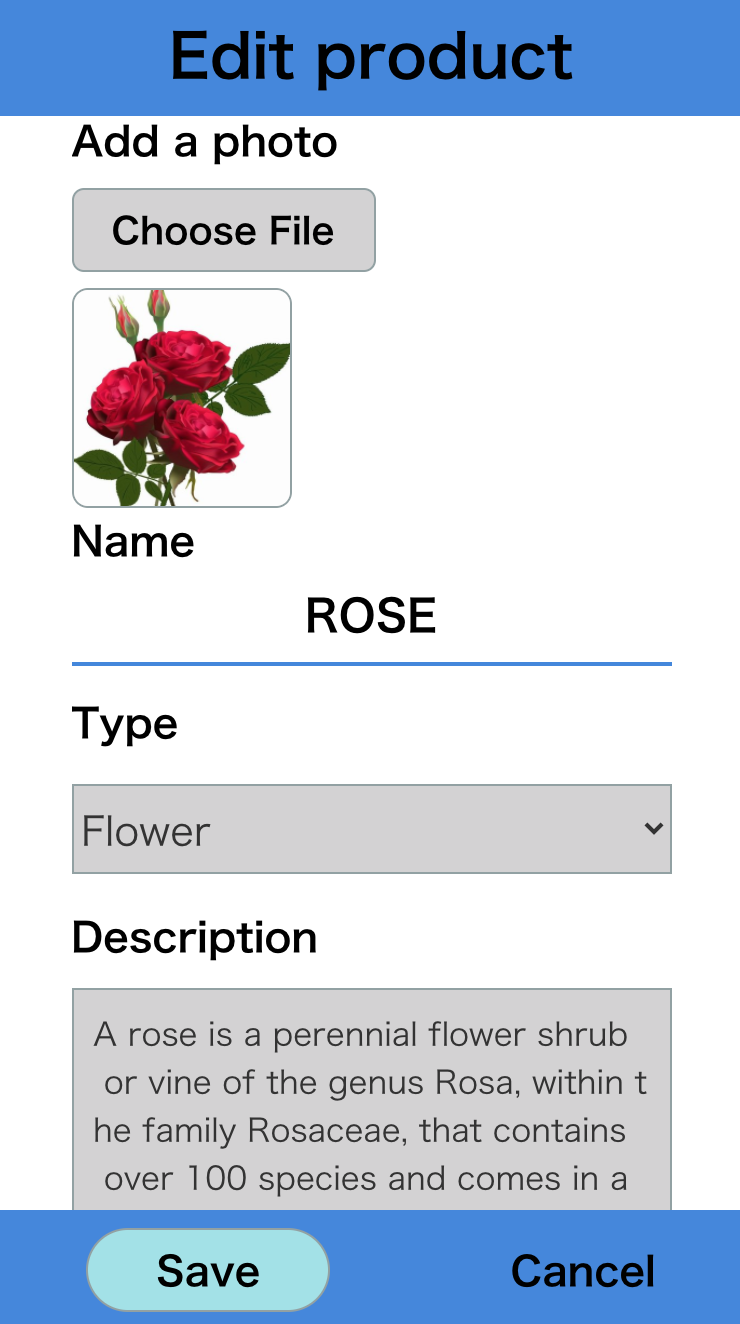 Edit product
Add a photo
Choose File
Name
ROSE
Type
Flower
Description
A rose is a perennial flower shrub
or vine of the genus Rosa, within t
he family Rosaceae, that contains
over 100 species and comes in a
Save
Cancel